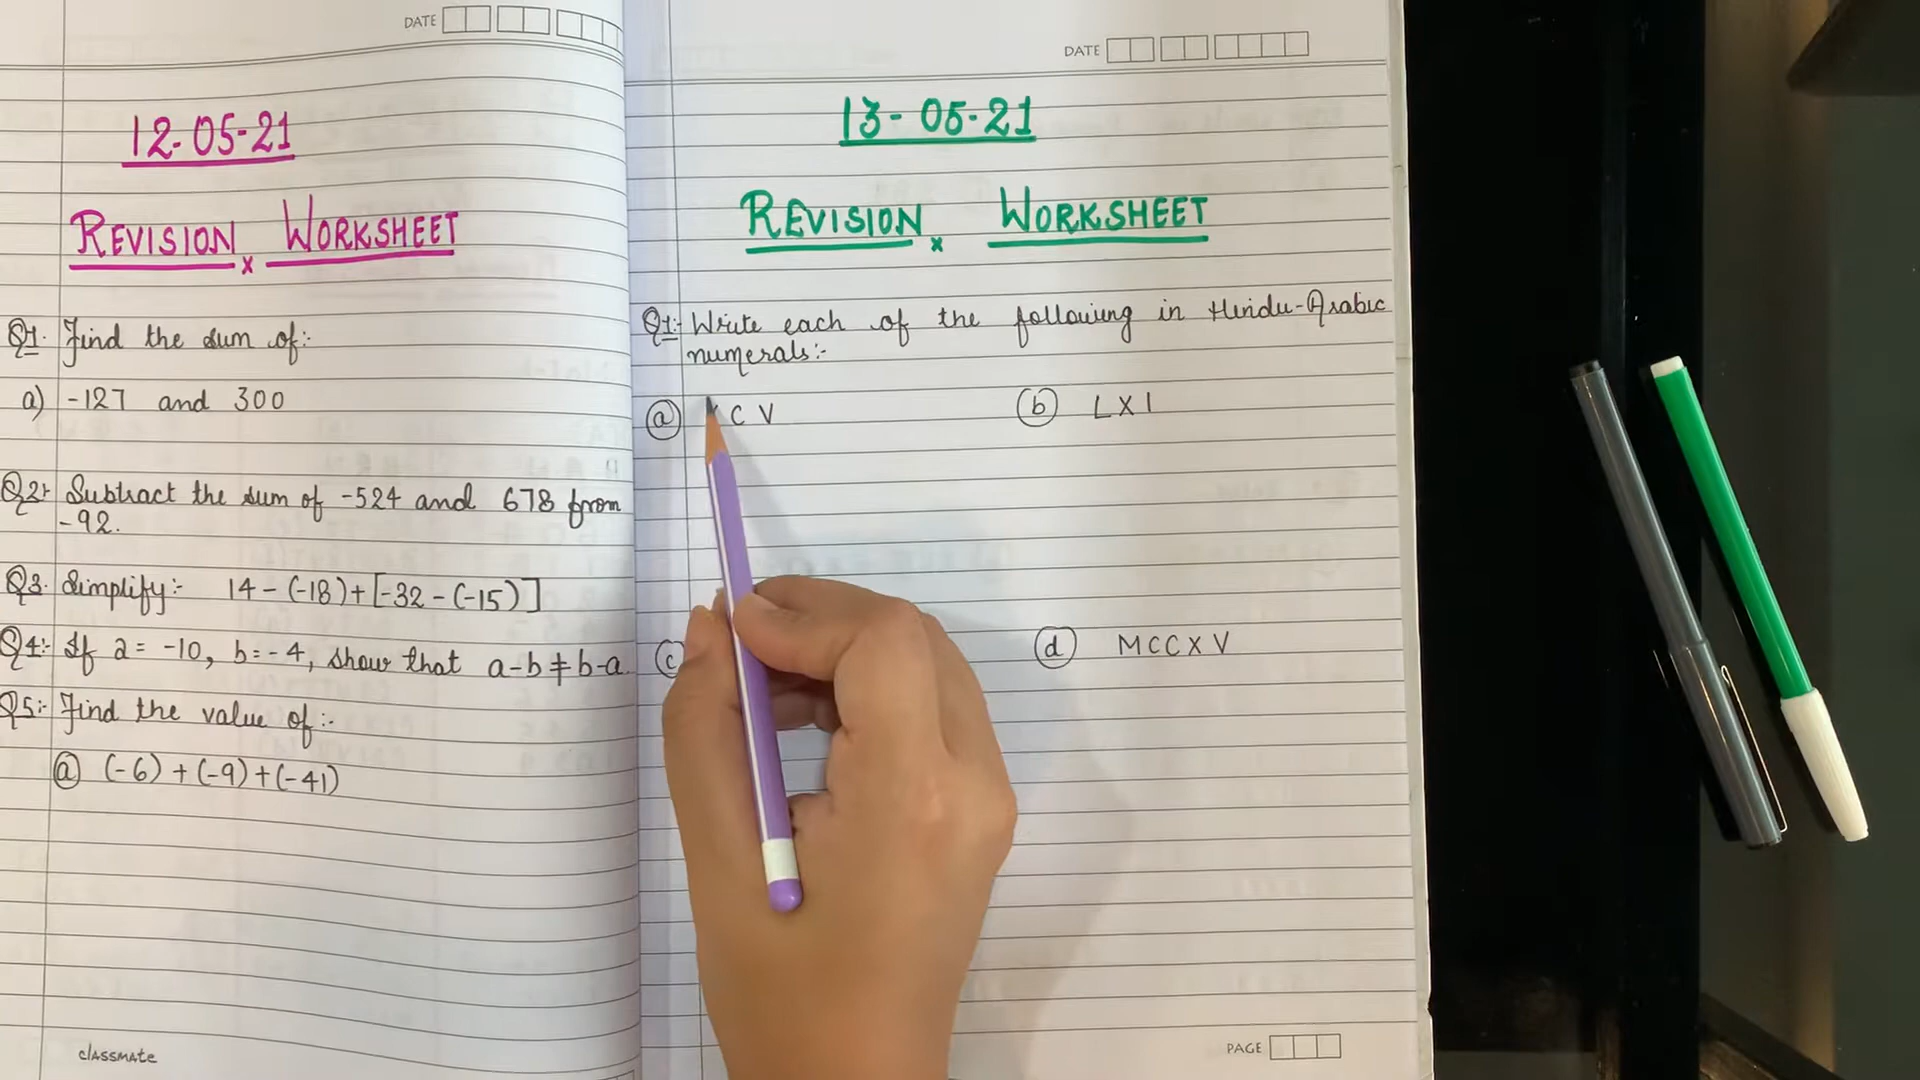 DATE
12-05-21
REVISION x WORKSHEET
Q1. Find the sum of:-
a) -127 and 300
Q2:- Subtract the sum of -524 and 678 from
-92.
Q3. Simplify:- 14 - (-18) + [-32 - (-15)]
Q4:- If a = -10, b = -4, show that a-b ≠ b-a.
Q5:- Find the value of:-
(a) (-6) + (-9) + (-41)
classmate
DATE
13-05-21
REVISION x WORKSHEET
Q1:- Write each of the following in Hindu-Arabic
numerals:-
(a) C V (b) L X I
(c (d) M C C X V
PAGE